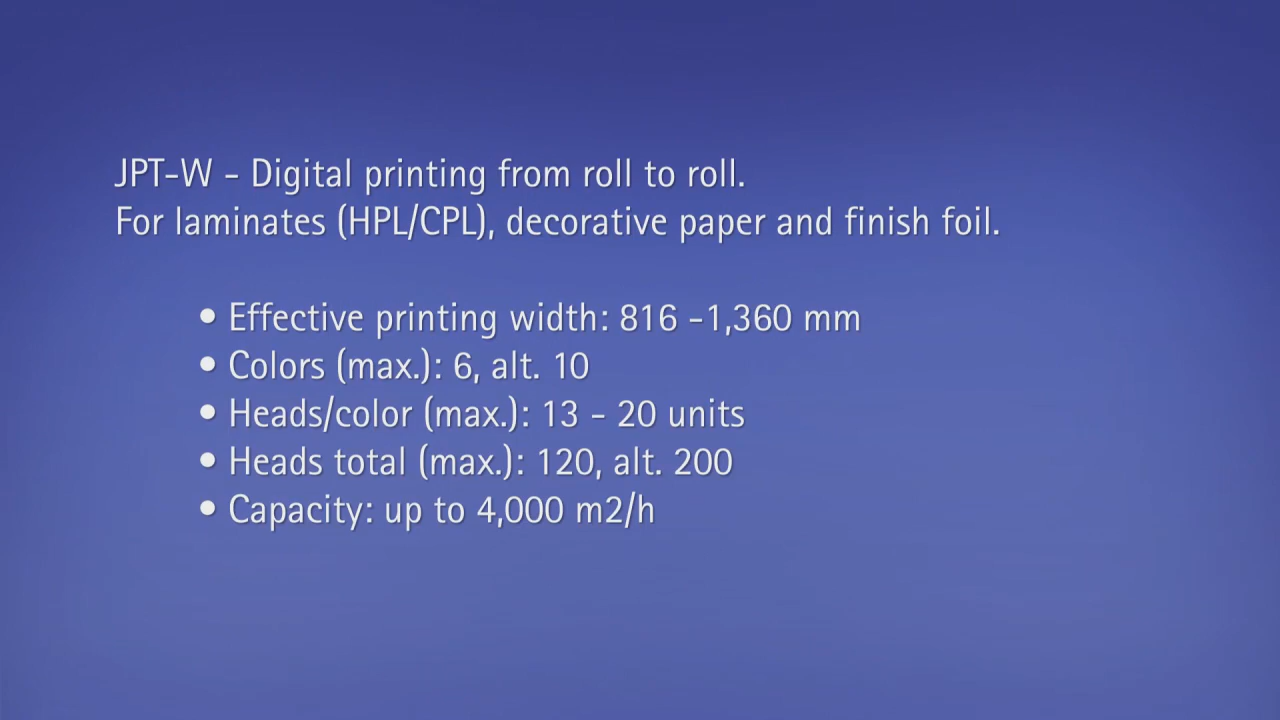 JPT-W - Digital printing from roll to roll.
For laminates (HPL/CPL), decorative paper and finish foil.
• Effective printing width: 816 -1,360 mm
• Colors (max.): 6, alt. 10
• Heads/color (max.): 13 - 20 units
• Heads total (max.): 120, alt. 200
• Capacity: up to 4,000 m2/h